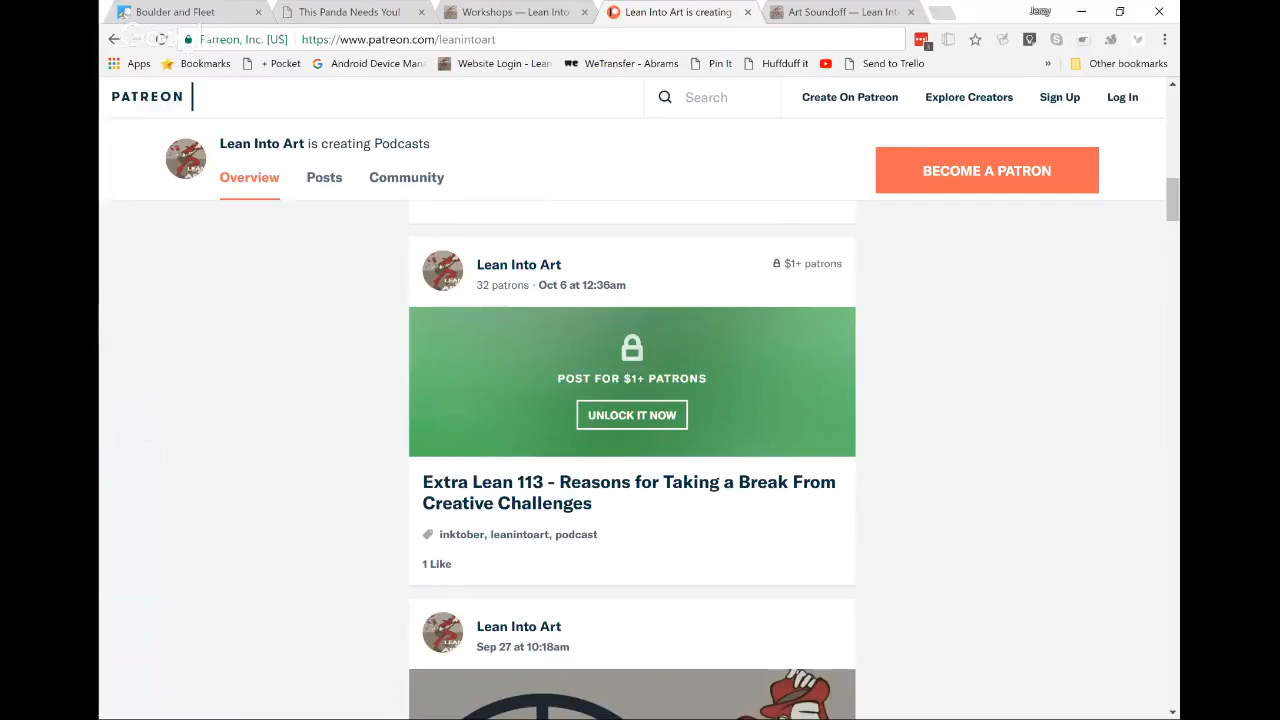 Boulder and Fleet
This Panda Needs You!
Workshops — Lean Into
Lean Into Art is creating
Art Soundoff — Lean Int
Jerzy
Patreon, Inc. [US]
https://www.patreon.com/leanintoart
Apps
Bookmarks
+ Pocket
Android Device Mana
Website Login - Lean
WeTransfer - Abrams
Pin It
Huffduff it
Send to Trello
»
Other bookmarks
PATREON
Search
Create On Patreon
Explore Creators
Sign Up
Log In
Lean Into Art is creating Podcasts
Overview
Posts
Community
BECOME A PATRON
Lean Into Art
$1+ patrons
32 patrons · Oct 6 at 12:36am
POST FOR $1+ PATRONS
UNLOCK IT NOW
Extra Lean 113 - Reasons for Taking a Break From
Creative Challenges
inktober, leanintoart, podcast
1 Like
Lean Into Art
Sep 27 at 10:18am